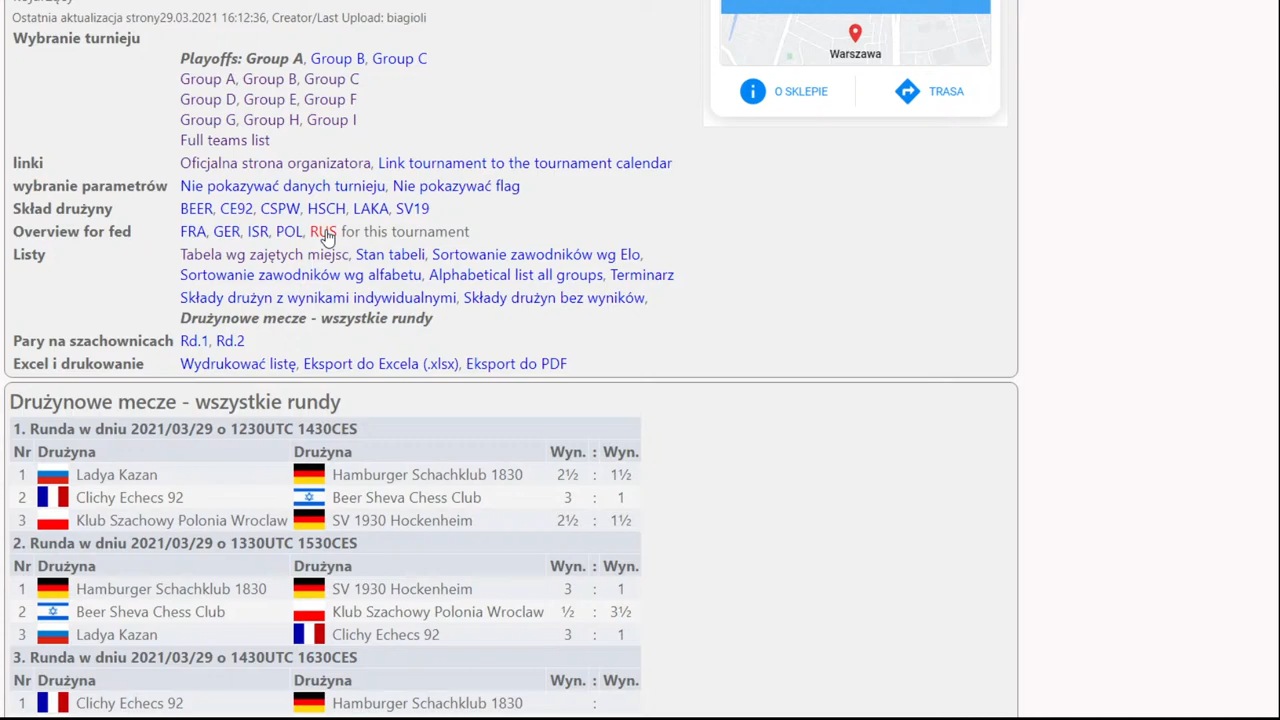 Ostatnia aktualizacja strony29.03.2021 16:12:36, Creator/Last Upload: biagioli
Wybranie turnieju
Playoffs: Group A, Group B, Group C
Group A, Group B, Group C
Group D, Group E, Group F
Group G, Group H, Group I
Full teams list
linki Oficjalna strona organizatora, Link tournament to the tournament calendar
wybranie parametrów Nie pokazywać danych turnieju, Nie pokazywać flag
Skład drużyny BEER, CE92, CSPW, HSCH, LAKA, SV19
Overview for fed FRA, GER, ISR, POL, RUS for this tournament
Listy Tabela wg zajętych miejsc, Stan tabeli, Sortowanie zawodników wg Elo,
Sortowanie zawodników wg alfabetu, Alphabetical list all groups, Terminarz
Składy drużyn z wynikami indywidualnymi, Składy drużyn bez wyników,
Drużynowe mecze - wszystkie rundy
Pary na szachownicach Rd.1, Rd.2
Excel i drukowanie Wydrukować listę, Eksport do Excela (.xlsx), Eksport do PDF
Warszawa
O SKLEPIE TRASA
Drużynowe mecze - wszystkie rundy
1. Runda w dniu 2021/03/29 o 1230UTC 1430CES
Nr Drużyna Drużyna Wyn. : Wyn.
1 Ladya Kazan Hamburger Schachklub 1830 2½ : 1½
2 Clichy Echecs 92 Beer Sheva Chess Club 3 : 1
3 Klub Szachowy Polonia Wroclaw SV 1930 Hockenheim 2½ : 1½
2. Runda w dniu 2021/03/29 o 1330UTC 1530CES
Nr Drużyna Drużyna Wyn. : Wyn.
1 Hamburger Schachklub 1830 SV 1930 Hockenheim 3 : 1
2 Beer Sheva Chess Club Klub Szachowy Polonia Wroclaw ½ : 3½
3 Ladya Kazan Clichy Echecs 92 3 : 1
3. Runda w dniu 2021/03/29 o 1430UTC 1630CES
Nr Drużyna Drużyna Wyn. : Wyn.
1 Clichy Echecs 92 Hamburger Schachklub 1830 :